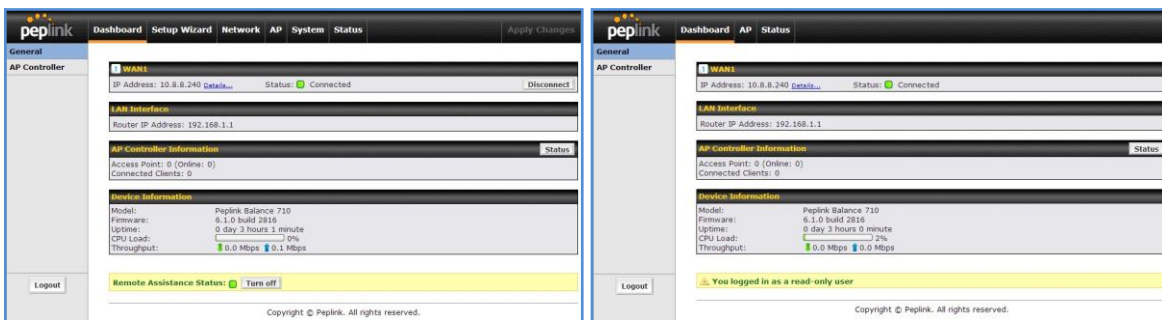 peplink Dashboard Setup Wizard Network AP System Status Apply Changes
General
AP Controller
1 WAN1
IP Address: 10.8.8.240 Details... Status: Connected Disconnect
LAN Interface
Router IP Address: 192.168.1.1
AP Controller Information Status
Access Point: 0 (Online: 0)
Connected Clients: 0
Device Information
Model: Peplink Balance 710
Firmware: 6.1.0 build 2816
Uptime: 0 day 3 hours 1 minute
CPU Load: 0%
Throughput: 0.0 Mbps 0.1 Mbps
Logout
Remote Assistance Status: Turn off
Copyright © Peplink. All rights reserved.
peplink Dashboard AP Status
General
AP Controller
1 WAN1
IP Address: 10.8.8.240 Details... Status: Connected
LAN Interface
Router IP Address: 192.168.1.1
AP Controller Information Status
Access Point: 0 (Online: 0)
Connected Clients: 0
Device Information
Model: Peplink Balance 710
Firmware: 6.1.0 build 2816
Uptime: 0 day 3 hours 0 minute
CPU Load: 2%
Throughput: 0.0 Mbps 0.0 Mbps
Logout
You logged in as a read-only user
Copyright © Peplink. All rights reserved.